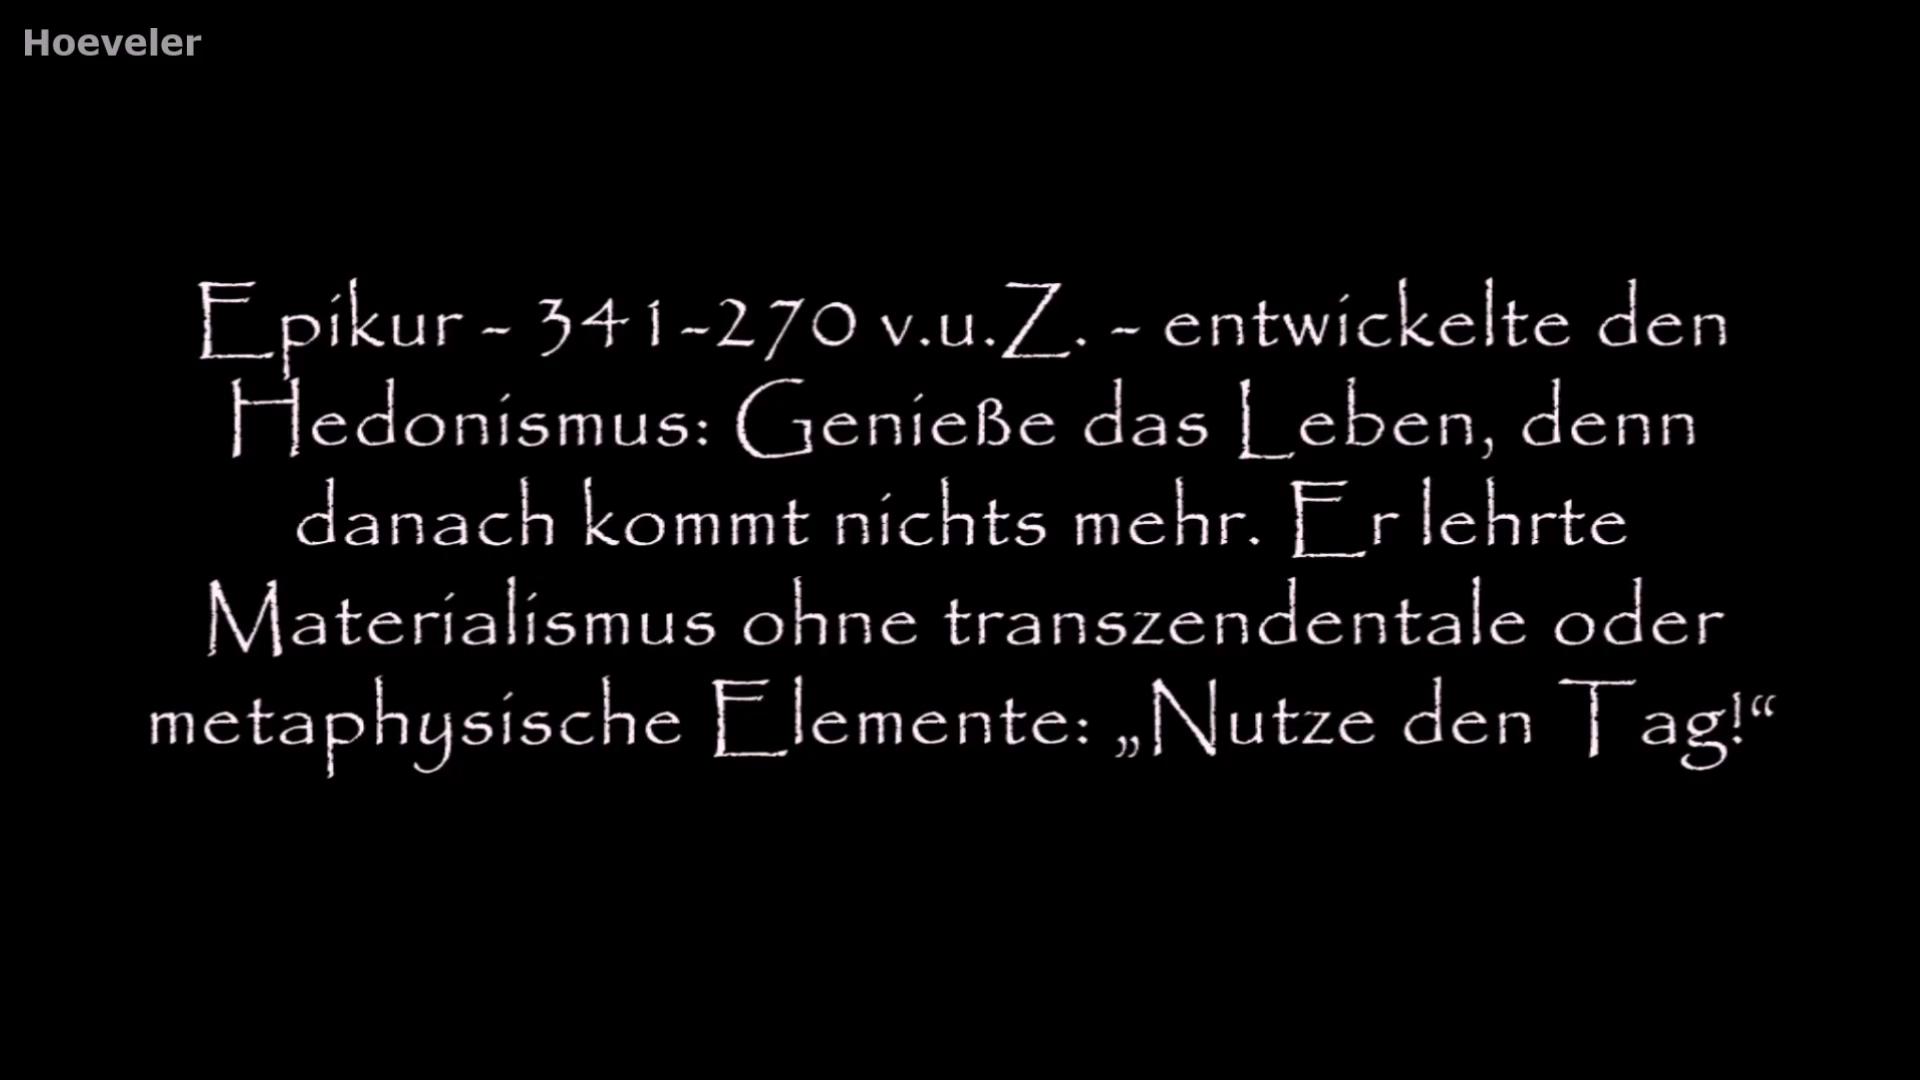 Hoeveler
Epikur - 341-270 v.u.Z. - entwickelte den
Hedonismus: Genieße das Leben, denn
danach kommt nichts mehr. Er lehrte
Materialismus ohne transzendentale oder
metaphysische Elemente: „Nutze den Tag!“